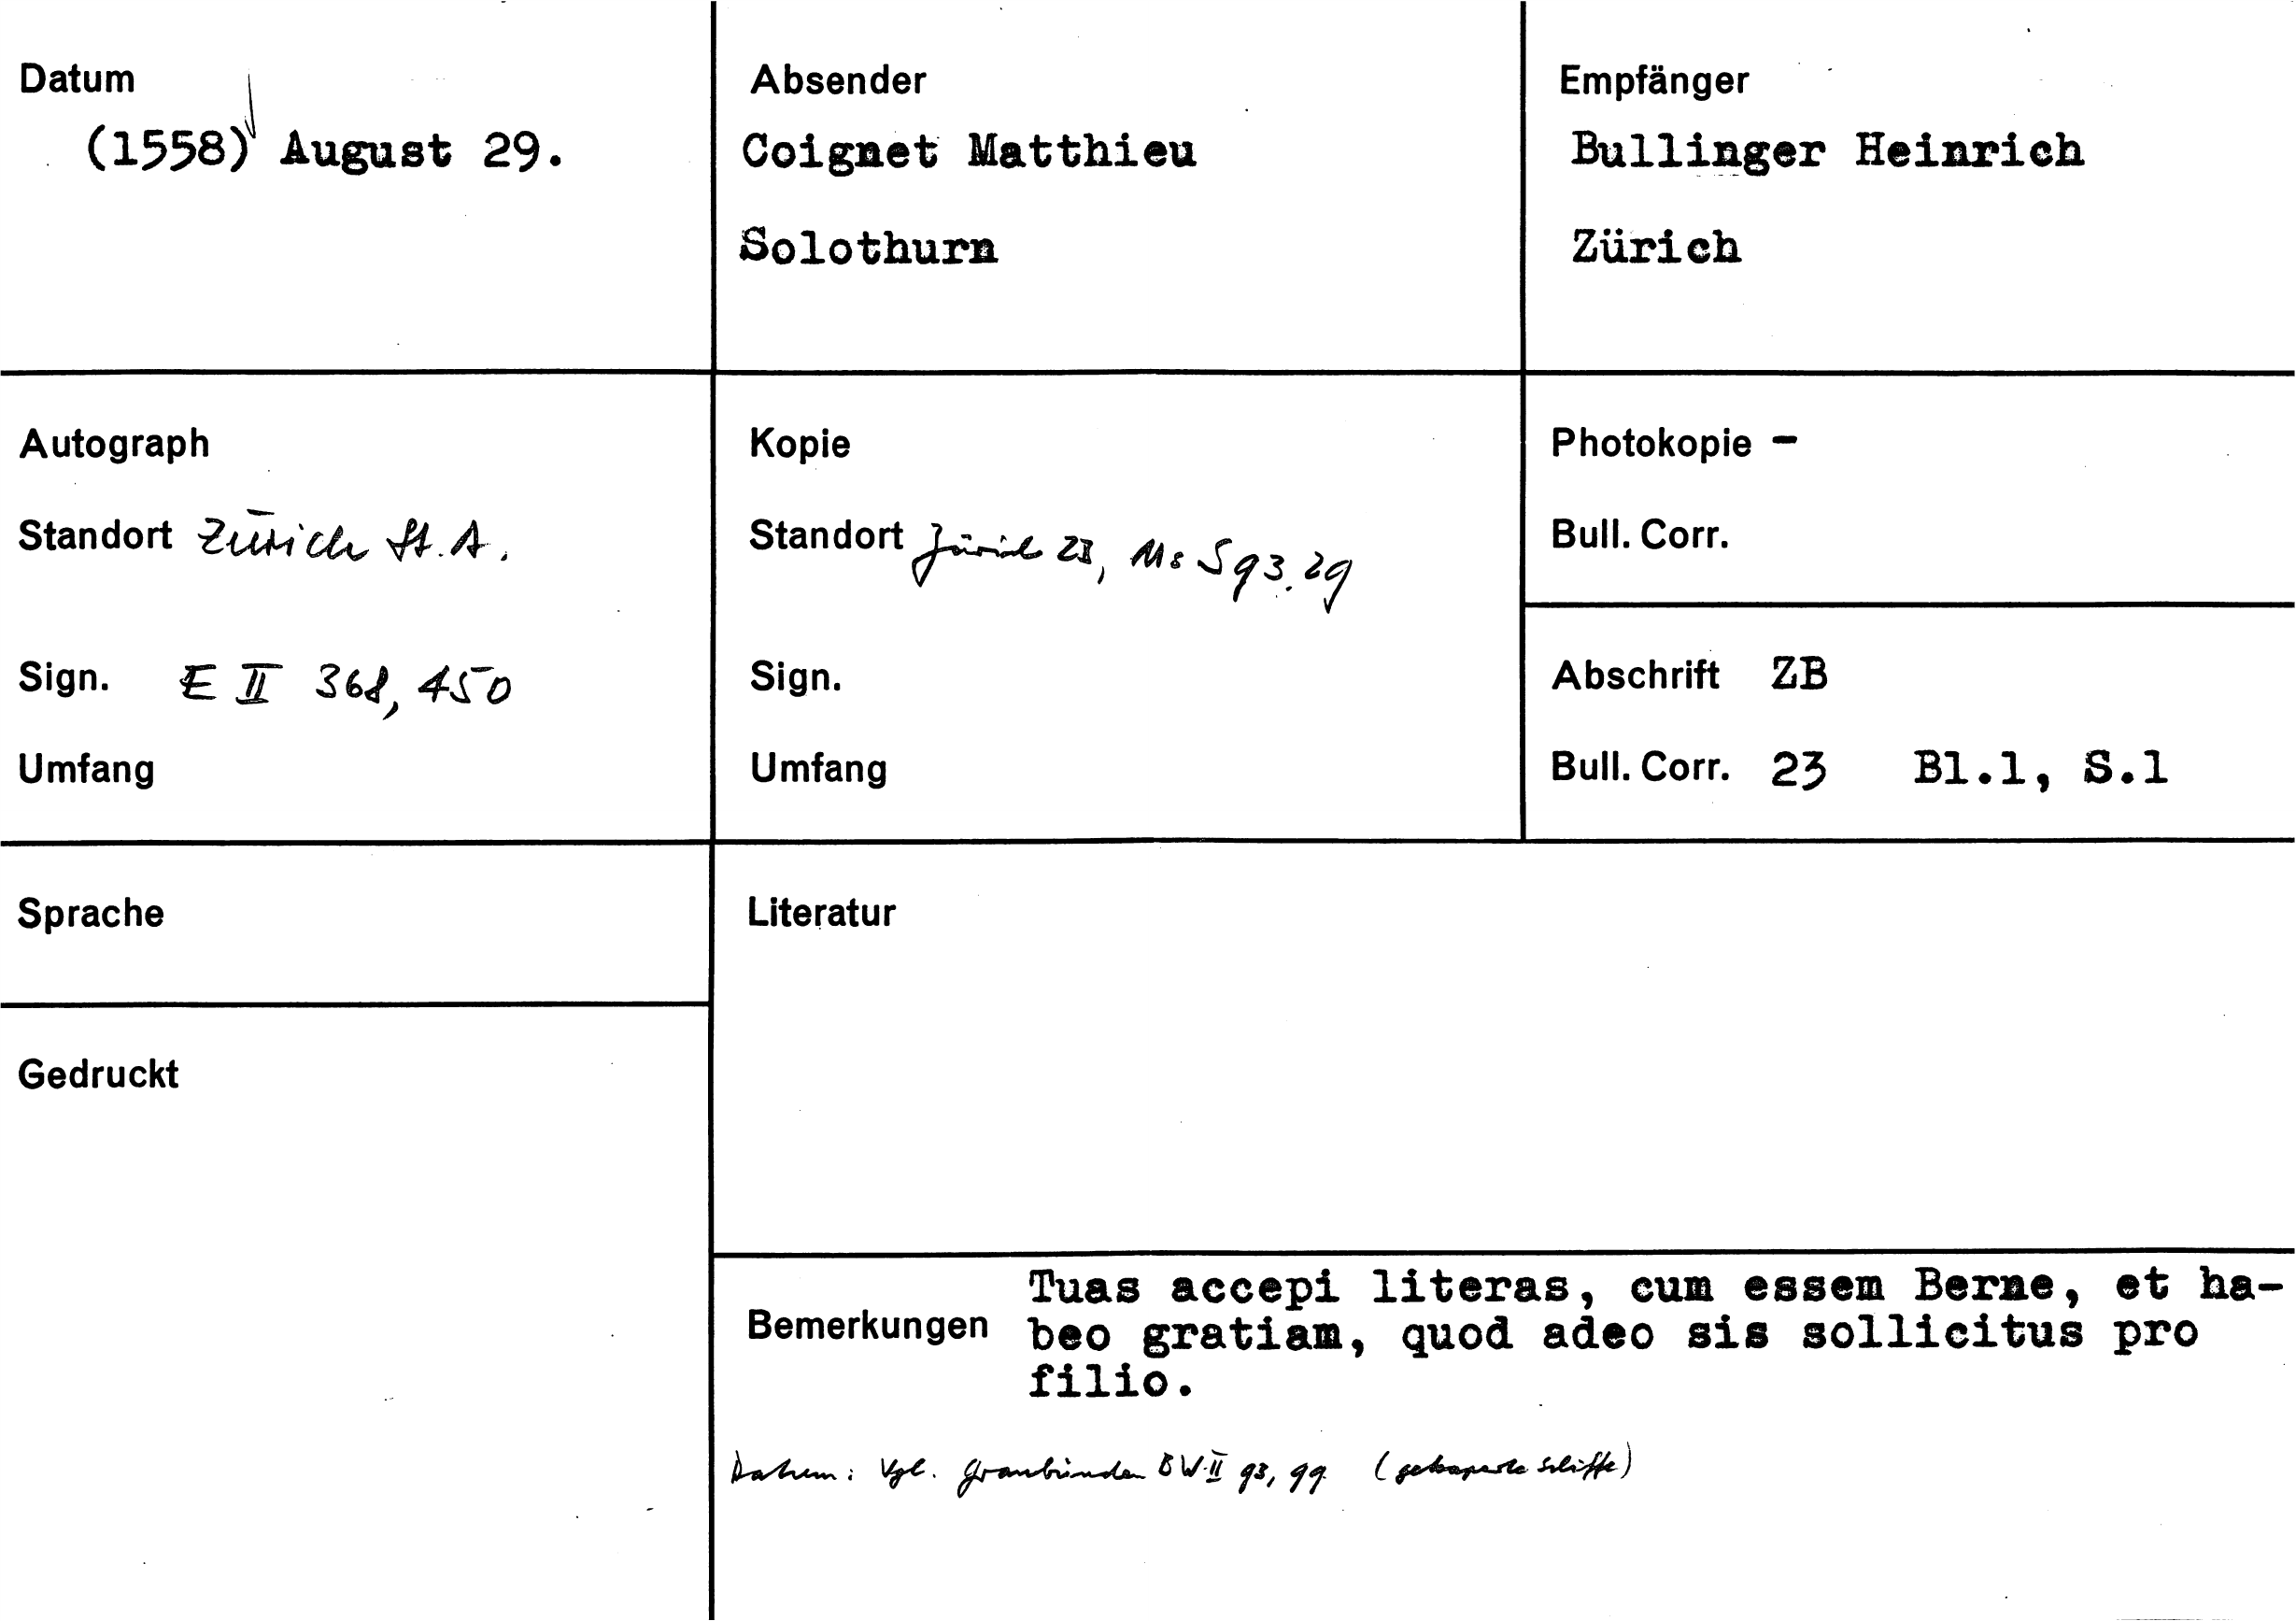 Datum
(1558) August 29.
Absender
Coignet Matthieu
Solothurn
Empfänger
Bullinger Heinrich
Zürich
Autograph
Standort Zürich St. A.
Sign. E II 368, 450
Umfang
Kopie
Standort Zürich ZB, Ms S 93.29
Sign.
Umfang
Photokopie -
Bull. Corr.
Abschrift ZB
Bull. Corr. 23 Bl.1, S.1
Sprache
Gedruckt
Literatur
Bemerkungen
Tuas accepi literas, cum essem Berne, et ha-
beo gratiam, quod adeo sis sollicitus pro
filio.
Datum: Vgl. Graubünden BW II 93, 99 (gekaperte Schiffe)